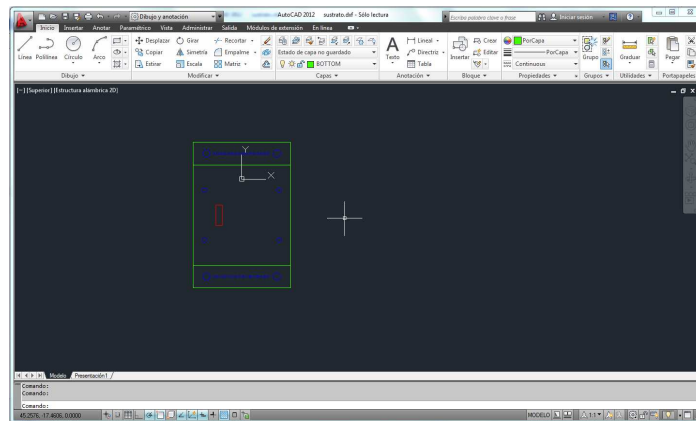 Dibujo y anotación
AutoCAD 2012 sustreto.dxf - Sólo lectura
Escriba palabra clave o frase
Iniciar sesión
Inicio Insertar Anotar Paramétrico Vista Administrar Salida Módulos de extensión En línea
Línea Polilínea Círculo Arco
Desplazar Girar Recortar
Copiar Simetría Empalme
Estirar Escala Matriz
Estado de capa no guardado
BOTTOM
Texto
Lineal
Directriz
Tabla
Insertar
Crear
Editar
PorCapa
PorCapa
Continuous
Grupo
Graduar
Pegar
Dibujo Modificar Capas Anotación Bloque Propiedades Grupos Utilidades Portapapeles
[-] [Superior] [Estructura alámbrica 2D]
Y
X
Modelo Presentación1
Comando:
Comando:
Comando:
45.2576, -17.4606, 0.0000
MODELO
1:1